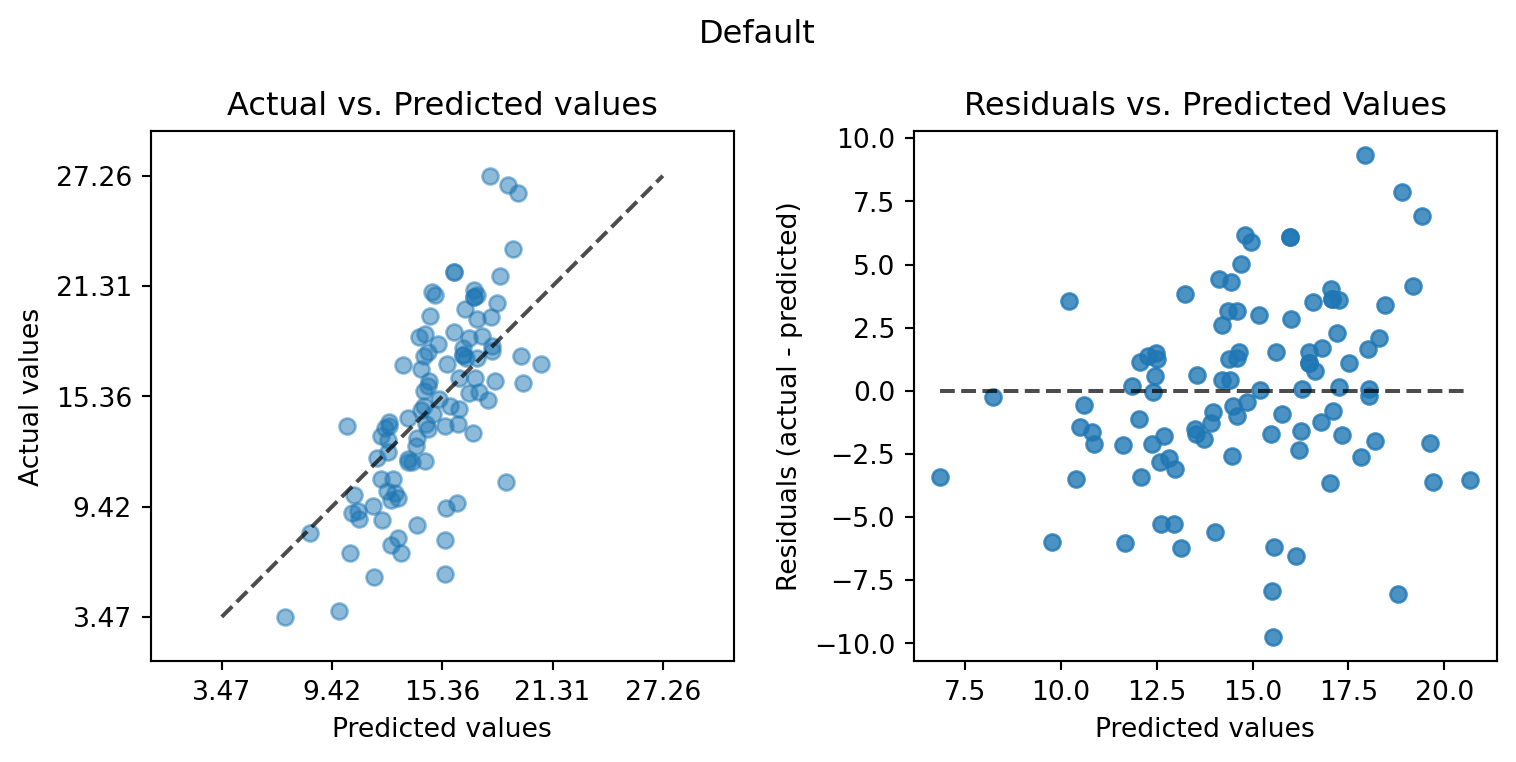 Default
Actual vs. Predicted values
Actual values
27.26
21.31
15.36
9.42
3.47
3.47 9.42 15.36 21.31 27.26
Predicted values
Residuals vs. Predicted Values
Residuals (actual - predicted)
10.0
7.5
5.0
2.5
0.0
−2.5
−5.0
−7.5
−10.0
7.5 10.0 12.5 15.0 17.5 20.0
Predicted values